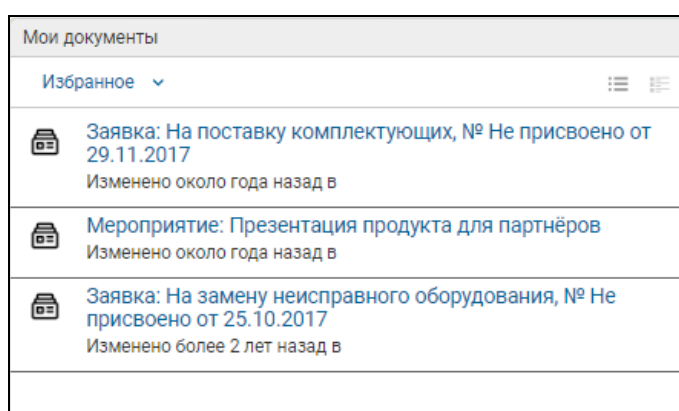 Мои документы
Избранное
Заявка: На поставку комплектующих, № Не присвоено от
29.11.2017
Изменено около года назад в
Мероприятие: Презентация продукта для партнёров
Изменено около года назад в
Заявка: На замену неисправного оборудования, № Не
присвоено от 25.10.2017
Изменено более 2 лет назад в